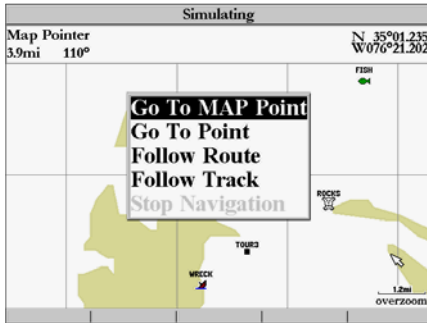 Simulating
Map Pointer
3.9mi 110°
N 35°01.235
W076°21.202
FISH
Go To MAP Point
Go To Point
Follow Route
Follow Track
Stop Navigation
ROCKS
TOUR3
WRECK
1.2mi
overzoom